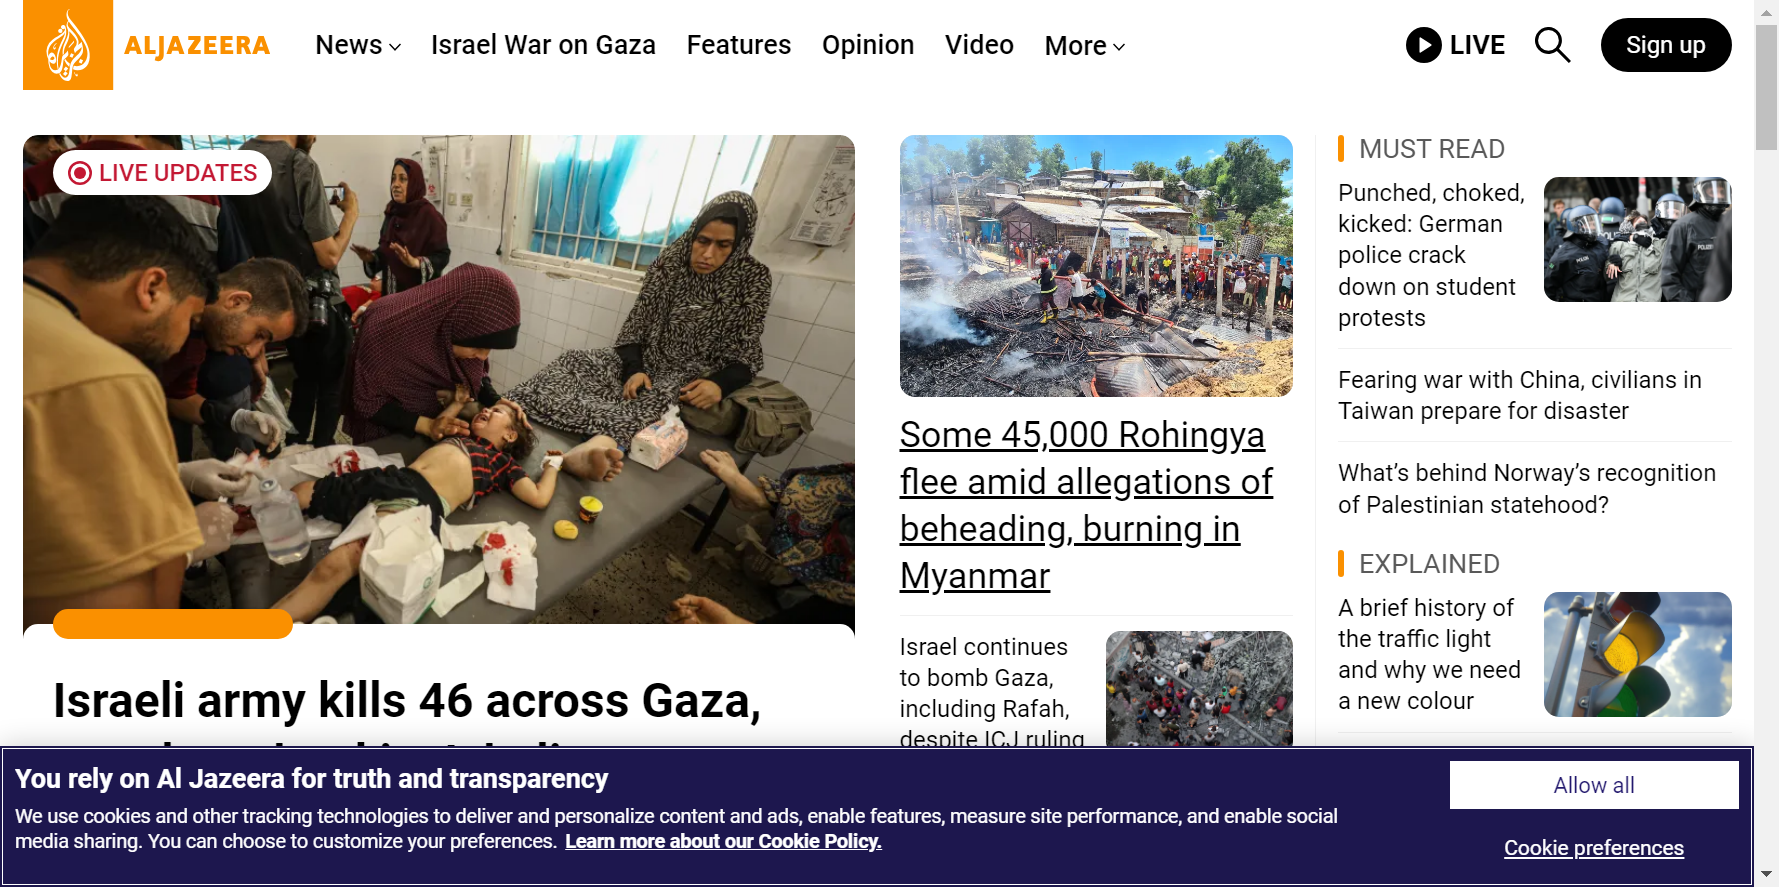 ALJAZEERA
News
Israel War on Gaza
Features
Opinion
Video
More
LIVE
Sign up
LIVE UPDATES
Israeli army kills 46 across Gaza,
Some 45,000 Rohingya
flee amid allegations of
beheading, burning in
Myanmar
Israel continues
to bomb Gaza,
including Rafah,
despite ICJ ruling
MUST READ
Punched, choked,
kicked: German
police crack
down on student
protests
Fearing war with China, civilians in
Taiwan prepare for disaster
What’s behind Norway’s recognition
of Palestinian statehood?
EXPLAINED
A brief history of
the traffic light
and why we need
a new colour
You rely on Al Jazeera for truth and transparency
We use cookies and other tracking technologies to deliver and personalize content and ads, enable features, measure site performance, and enable social
media sharing. You can choose to customize your preferences. Learn more about our Cookie Policy.
Allow all
Cookie preferences